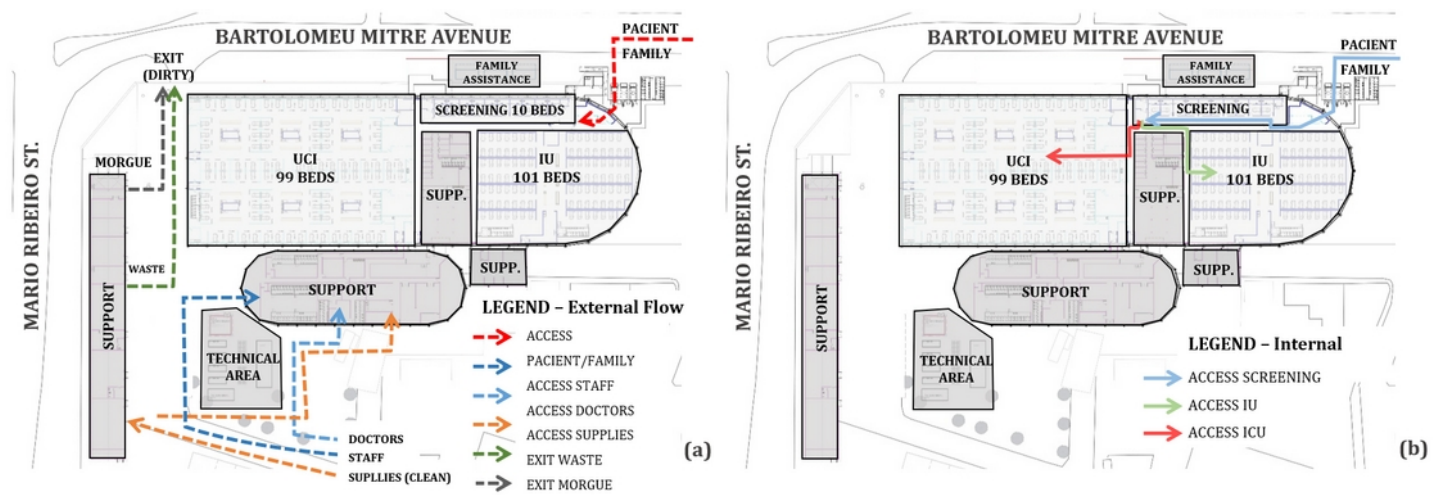 BARTOLOMEU MITRE AVENUE
PACIENT
FAMILY
EXIT
(DIRTY)
FAMILY
ASSISTANCE
SCREENING 10 BEDS
MARIO RIBEIRO ST.
MORGUE
UCI
99 BEDS
IU
101 BEDS
SUPP.
WASTE
SUPP.
SUPPORT
SUPPORT
TECHNICAL
AREA
LEGEND – External Flow
ACCESS
PACIENT/FAMILY
ACCESS STAFF
ACCESS DOCTORS
ACCESS SUPPLIES
EXIT WASTE
EXIT MORGUE
DOCTORS
STAFF
SUPLLIES (CLEAN)
(a)
BARTOLOMEU MITRE AVENUE
PACIENT
FAMILY
FAMILY
ASSISTANCE
SCREENING
MARIO RIBEIRO ST.
UCI
99 BEDS
IU
101 BEDS
SUPP.
SUPP.
SUPPORT
SUPPORT
TECHNICAL
AREA
LEGEND – Internal
ACCESS SCREENING
ACCESS IU
ACCESS ICU
(b)